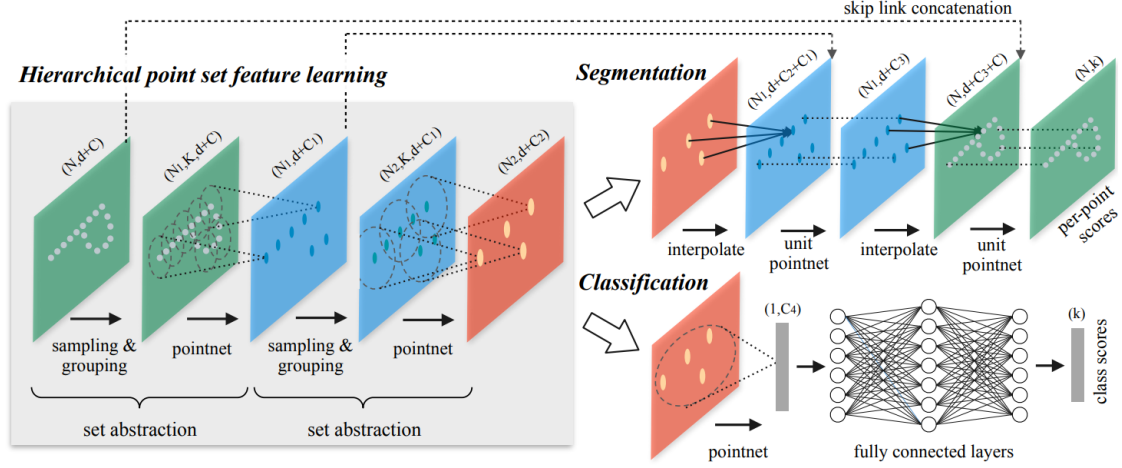 skip link concatenation
Hierarchical point set feature learning
(N,d+C)
(N1,K,d+C)
(N1,d+C1)
(N2,K,d+C1)
(N2,d+C2)
sampling &
grouping
pointnet
sampling &
grouping
pointnet
set abstraction
set abstraction
Segmentation
(N1,d+C2+C1)
(N1,d+C3)
(N,d+C3+C)
(N,k)
per-point
scores
interpolate
unit
pointnet
interpolate
unit
pointnet
Classification
(1,C4)
(k)
class scores
pointnet
fully connected layers